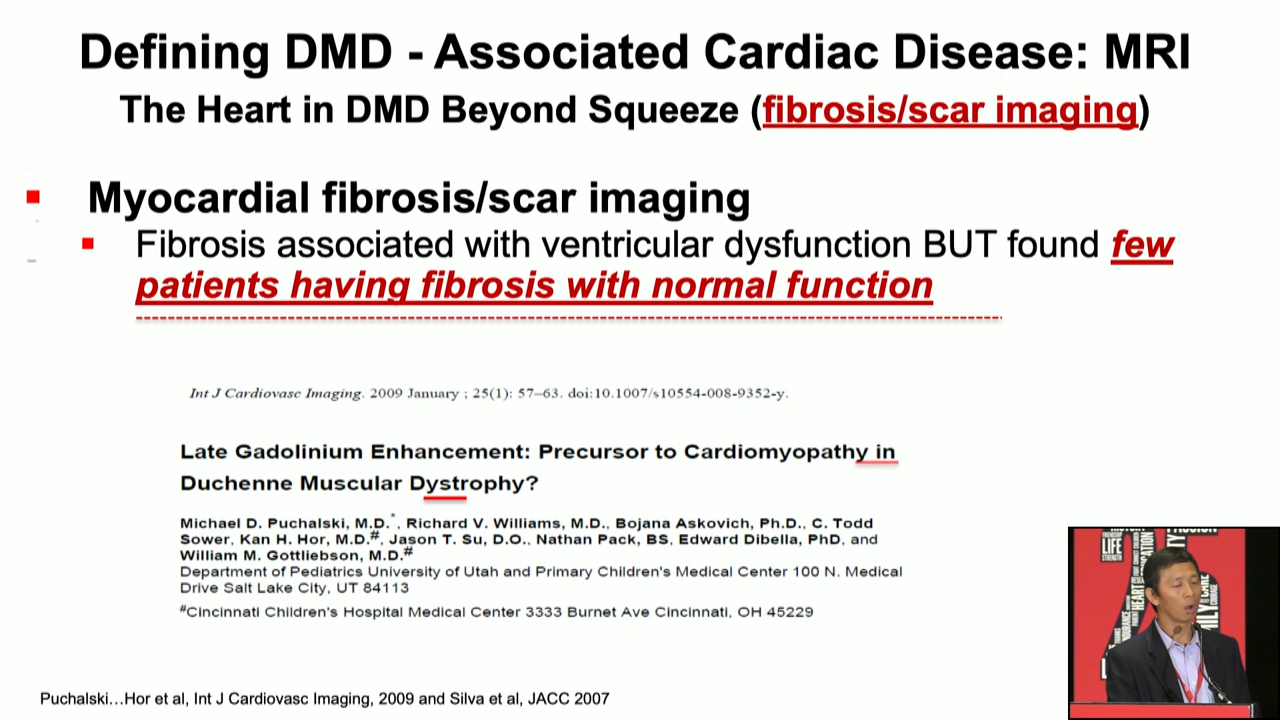 Defining DMD - Associated Cardiac Disease: MRI
The Heart in DMD Beyond Squeeze (fibrosis/scar imaging)
Myocardial fibrosis/scar imaging
Fibrosis associated with ventricular dysfunction BUT found few
patients having fibrosis with normal function
Int J Cardiovasc Imaging. 2009 January ; 25(1): 57–63. doi:10.1007/s10554-008-9352-y.
Late Gadolinium Enhancement: Precursor to Cardiomyopathy in
Duchenne Muscular Dystrophy?
Michael D. Puchalski, M.D.*, Richard V. Williams, M.D., Bojana Askovich, Ph.D., C. Todd
Sower, Kan H. Hor, M.D.#, Jason T. Su, D.O., Nathan Pack, BS, Edward Dibella, PhD, and
William M. Gottliebson, M.D.#
Department of Pediatrics University of Utah and Primary Children's Medical Center 100 N. Medical
Drive Salt Lake City, UT 84113
#Cincinnati Children's Hospital Medical Center 3333 Burnet Ave Cincinnati, OH 45229
Puchalski…Hor et al, Int J Cardiovasc Imaging, 2009 and Silva et al, JACC 2007
FRIENDSHIP
LIFE
STRENGTH
HEART
COURAGE